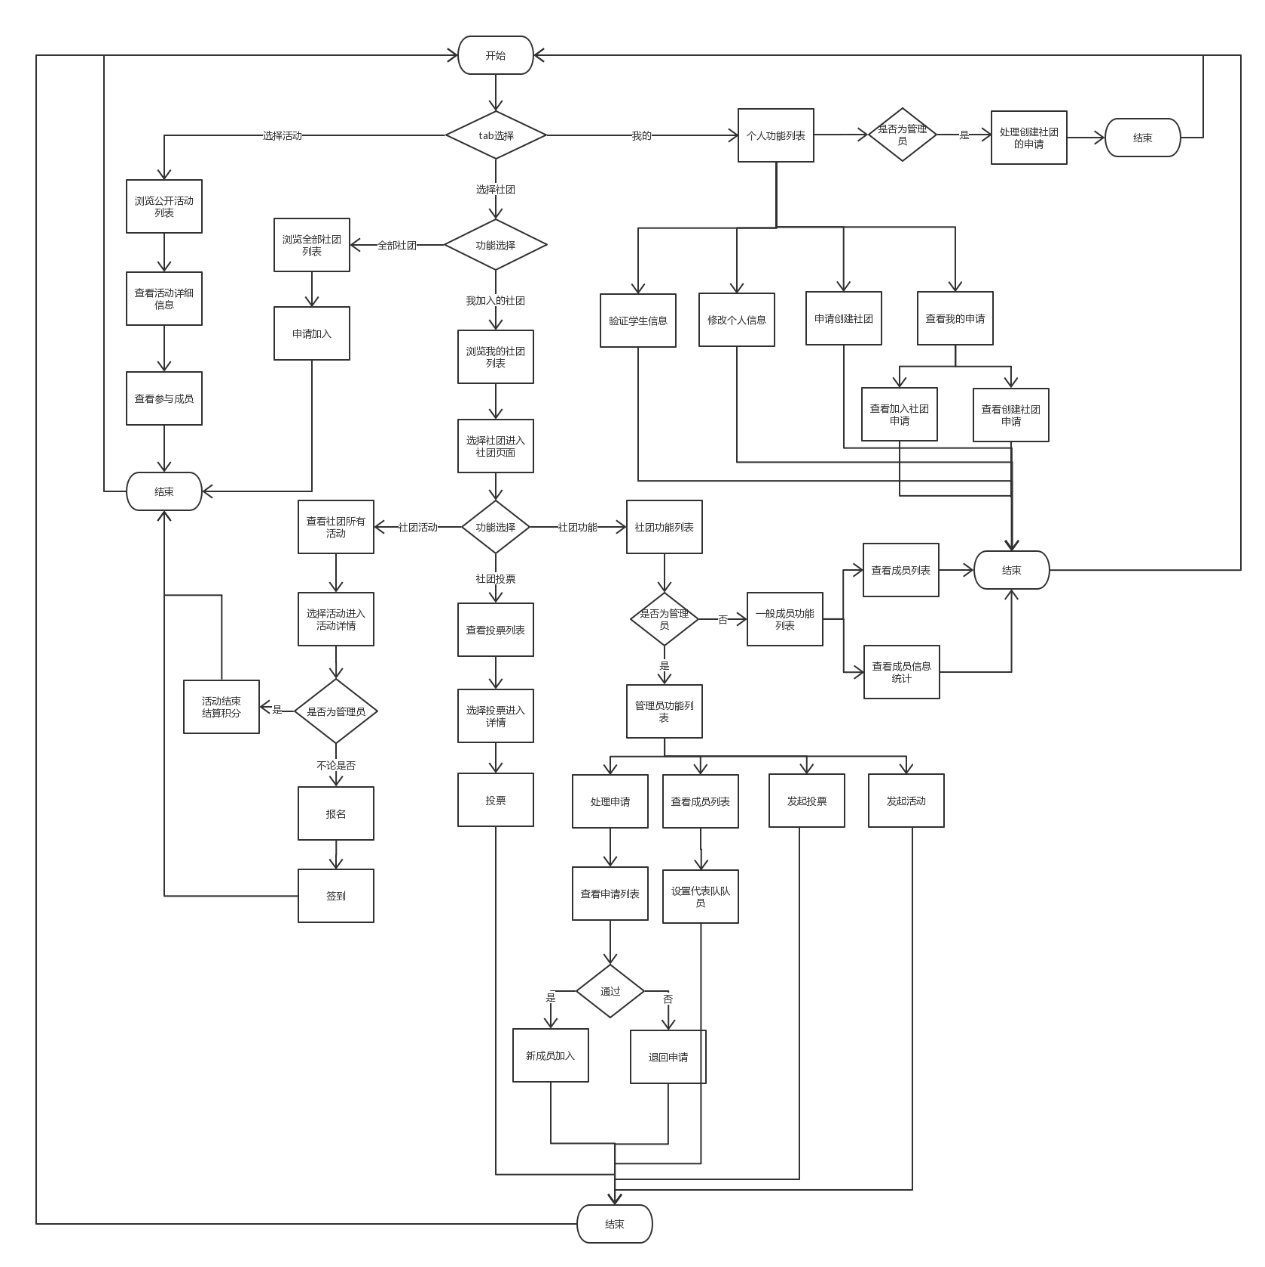 开始
选择活动
tab选择
我的
个人功能列表
是否为管理
员
是
处理创建社团
的申请
结束
选择社团
浏览公开活动
列表
浏览全部社团
列表
全部社团
功能选择
查看活动详细
信息
我加入的社团
验证学生信息
修改个人信息
申请创建社团
查看我的申请
申请加入
浏览我的社团
列表
查看参与成员
查看加入社团
申请
查看创建社团
申请
选择社团进入
社团页面
结束
查看社团所有
活动
社团活动
功能选择
社团功能
社团功能列表
社团投票
查看成员列表
结束
选择活动进入
活动详情
查看投票列表
是否为管理
员
否
一般成员功能
列表
是
查看成员信息
统计
活动结束
结算积分
是
是否为管理员
选择投票进入
详情
管理员功能列
表
不论是否
报名
投票
处理申请
查看成员列表
发起投票
发起活动
签到
查看申请列表
设置代表队队
员
是
通过
否
新成员加入
退回申请
结束